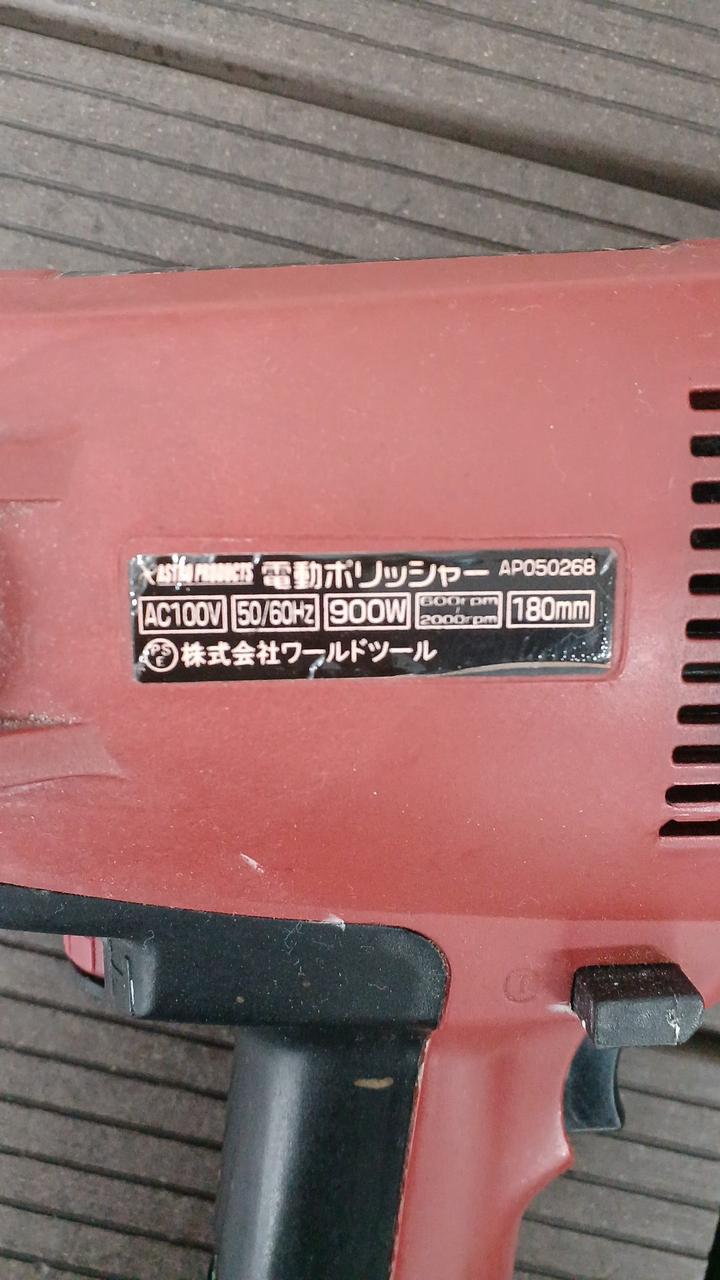 ASTRO PRODUCTS 電動ポリッシャー AP050268
AC100V 50/60Hz 900W 600rpm / 2000rpm 180mm
PSE 株式会社ワールドツール